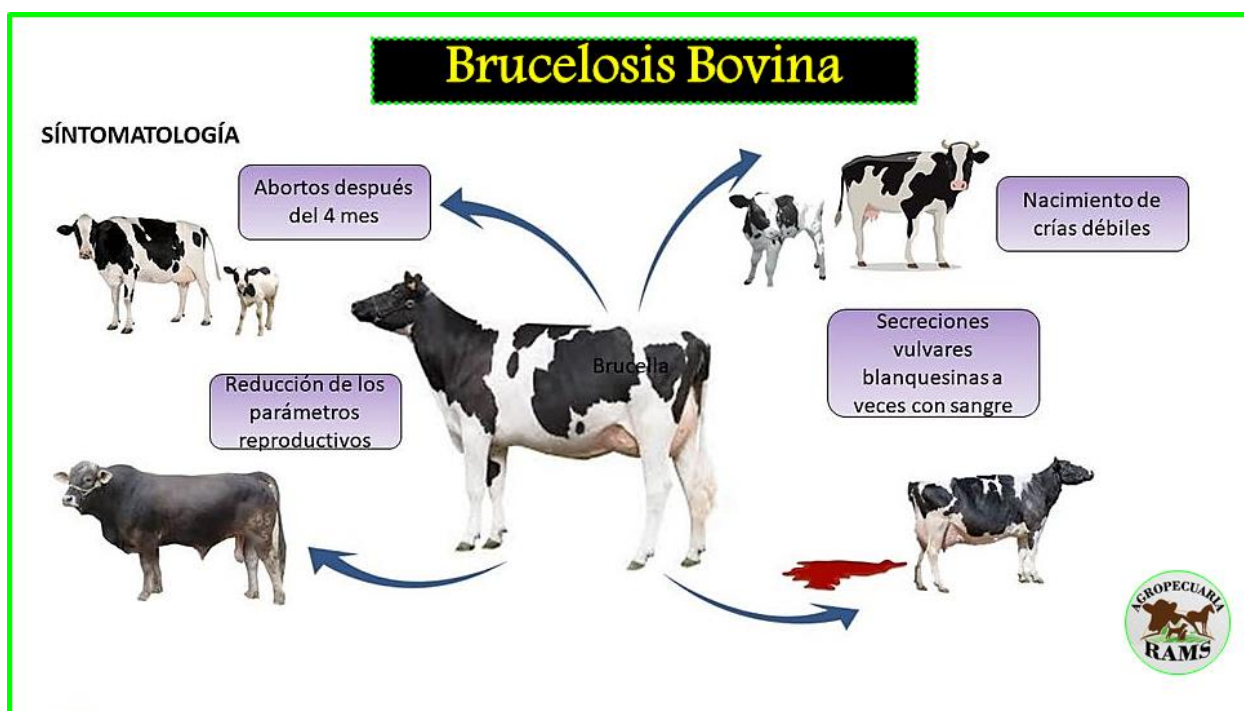 Brucelosis Bovina
SÍNTOMATOLOGÍA
Abortos después
del 4 mes
Nacimiento de
crías débiles
Brucella
Secreciones
vulvares
blanquesinas a
veces con sangre
Reducción de los
parámetros
reproductivos
AGROPECUARIA
RAMS